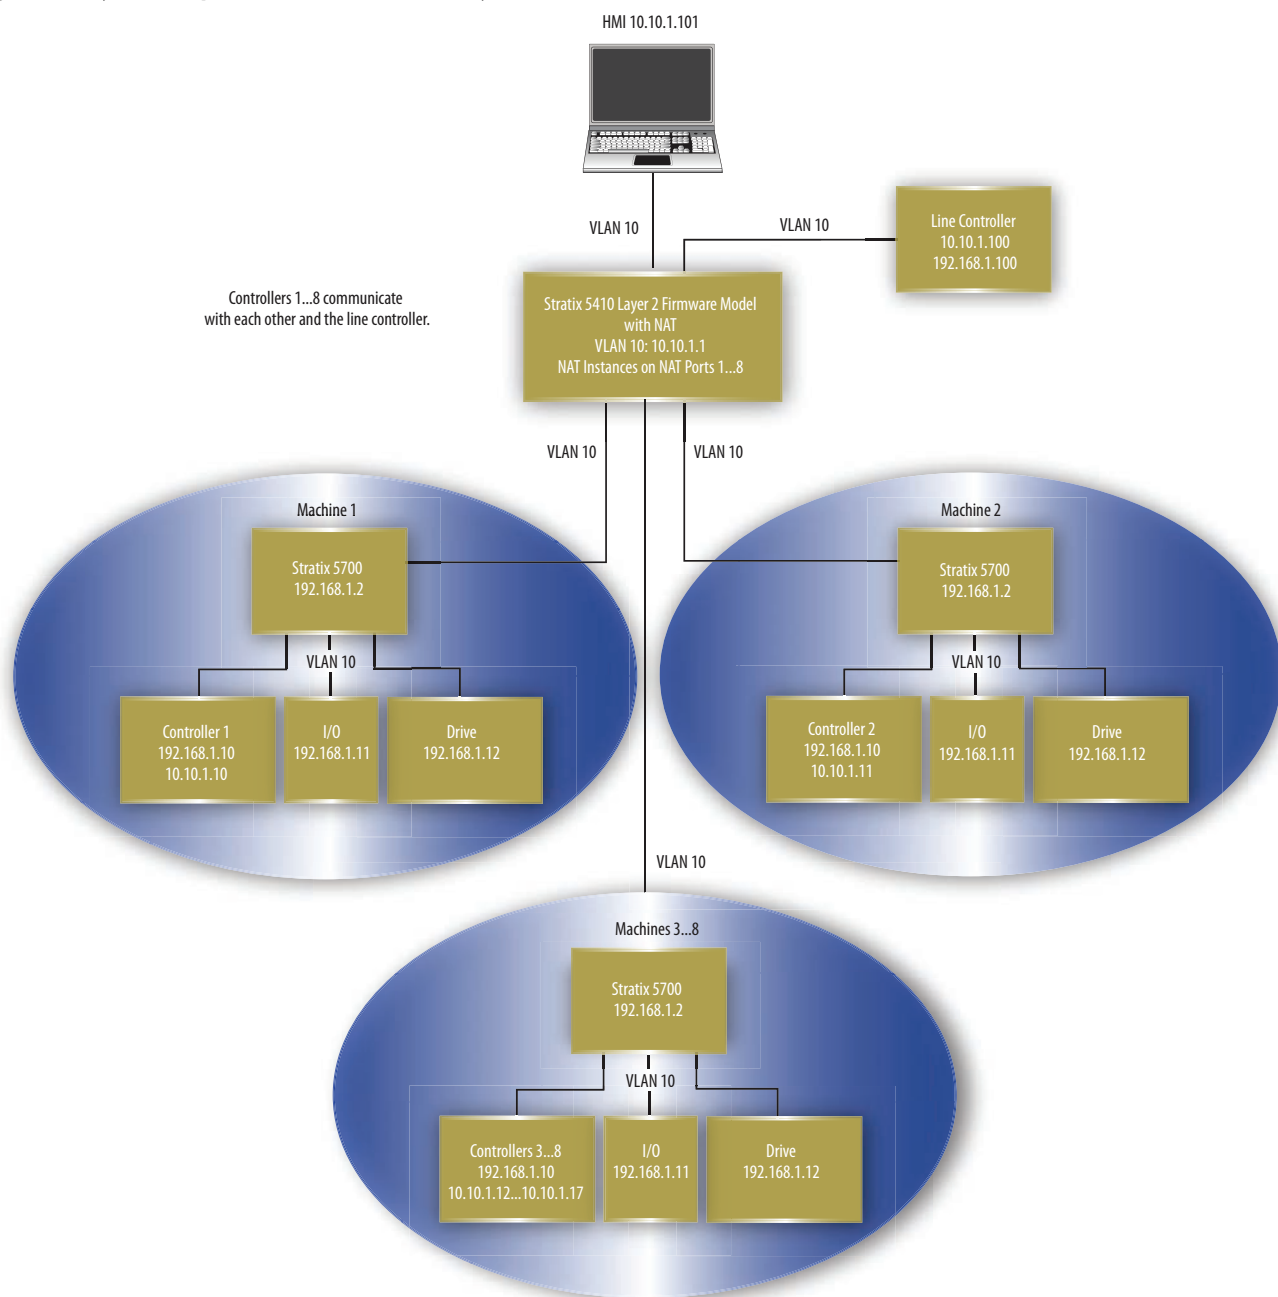 HMI 10.10.1.101
VLAN 10
VLAN 10
Line Controller
10.10.1.100
192.168.1.100
Controllers 1...8 communicate
with each other and the line controller.
Stratix 5410 Layer 2 Firmware Model
with NAT
VLAN 10: 10.10.1.1
NAT Instances on NAT Ports 1...8
VLAN 10
VLAN 10
Machine 1
Stratix 5700
192.168.1.2
VLAN 10
Controller 1
192.168.1.10
10.10.1.10
I/O
192.168.1.11
Drive
192.168.1.12
Machine 2
Stratix 5700
192.168.1.2
VLAN 10
Controller 2
192.168.1.10
10.10.1.11
I/O
192.168.1.11
Drive
192.168.1.12
VLAN 10
Machines 3...8
Stratix 5700
192.168.1.2
VLAN 10
Controllers 3...8
192.168.1.10
10.10.1.12...10.10.1.17
I/O
192.168.1.11
Drive
192.168.1.12